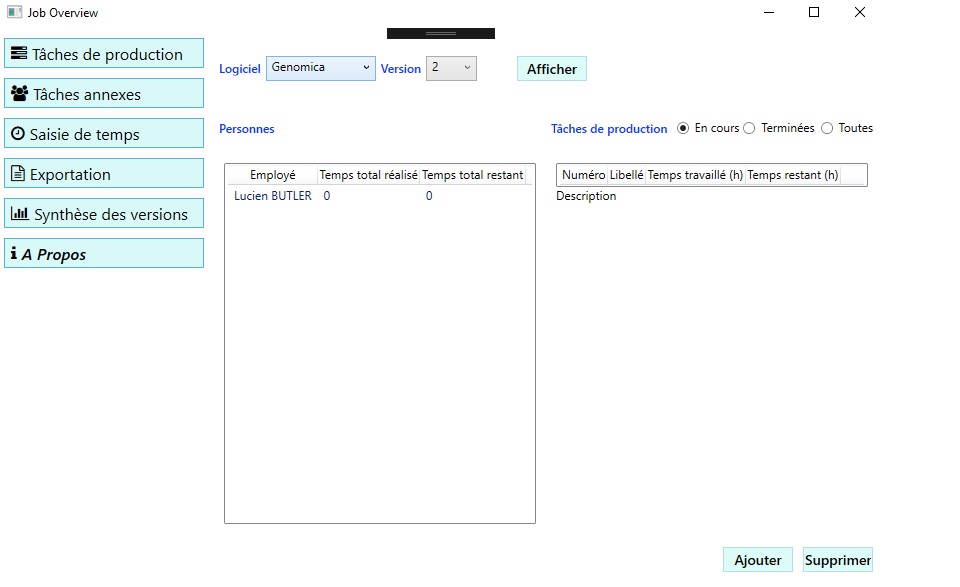 Job Overview
Tâches de production
Tâches annexes
Saisie de temps
Exportation
Synthèse des versions
A Propos
Logiciel Genomica Version 2 Afficher
Personnes
Employé Temps total réalisé Temps total restant
Lucien BUTLER 0 0
Tâches de production En cours Terminées Toutes
Numéro Libellé Temps travaillé (h) Temps restant (h)
Description
Ajouter Supprimer